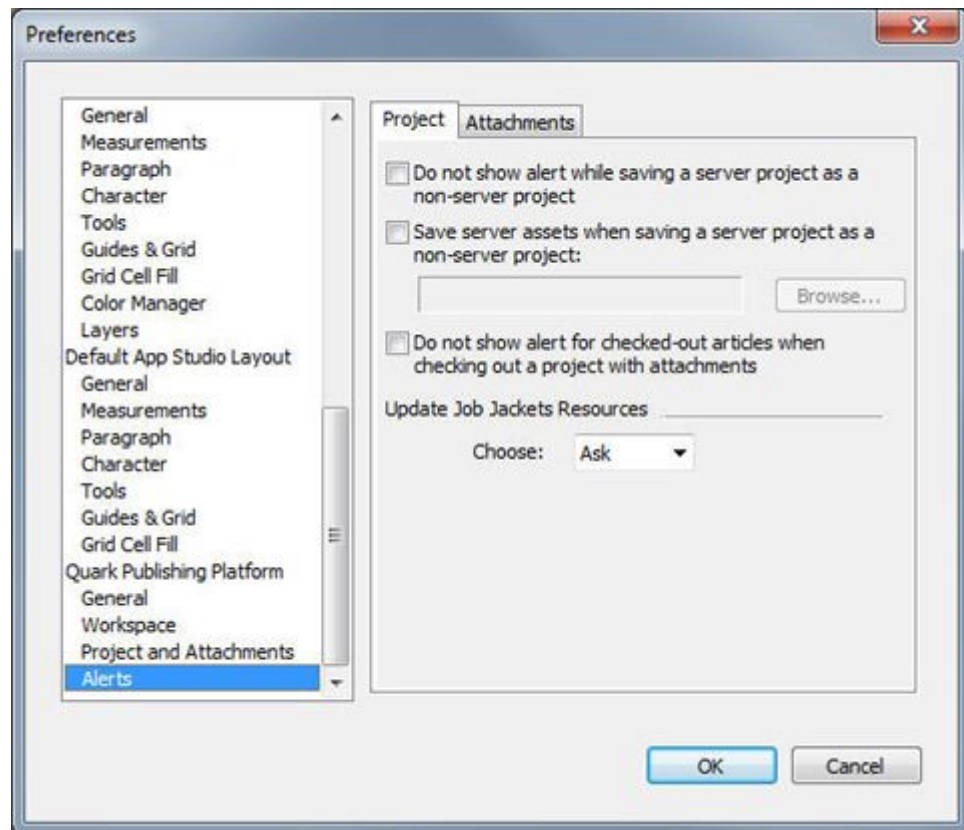 Preferences
General
Measurements
Paragraph
Character
Tools
Guides & Grid
Grid Cell Fill
Color Manager
Layers
Default App Studio Layout
General
Measurements
Paragraph
Character
Tools
Guides & Grid
Grid Cell Fill
Quark Publishing Platform
General
Workspace
Project and Attachments
Alerts
Project
Attachments
Do not show alert while saving a server project as a
non-server project
Save server assets when saving a server project as a
non-server project:
Browse...
Do not show alert for checked-out articles when
checking out a project with attachments
Update Job Jackets Resources
Choose: Ask
OK
Cancel